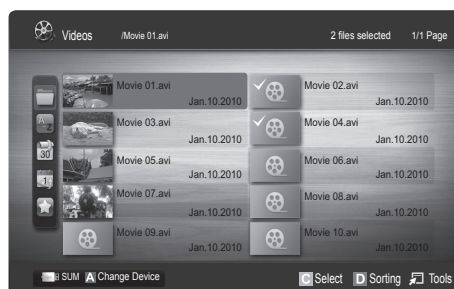 Videos /Movie 01.avi 2 files selected 1/1 Page
Movie 01.avi Movie 02.avi
Jan.10.2010 Jan.10.2010
Movie 03.avi Movie 04.avi
Jan.10.2010 Jan.10.2010
Movie 05.avi Movie 06.avi
Jan.10.2010 Jan.10.2010
Movie 07.avi Movie 08.avi
Jan.10.2010 Jan.10.2010
Movie 09.avi Movie 10.avi
Jan.10.2010 Jan.10.2010
SUM A Change Device C Select D Sorting Tools